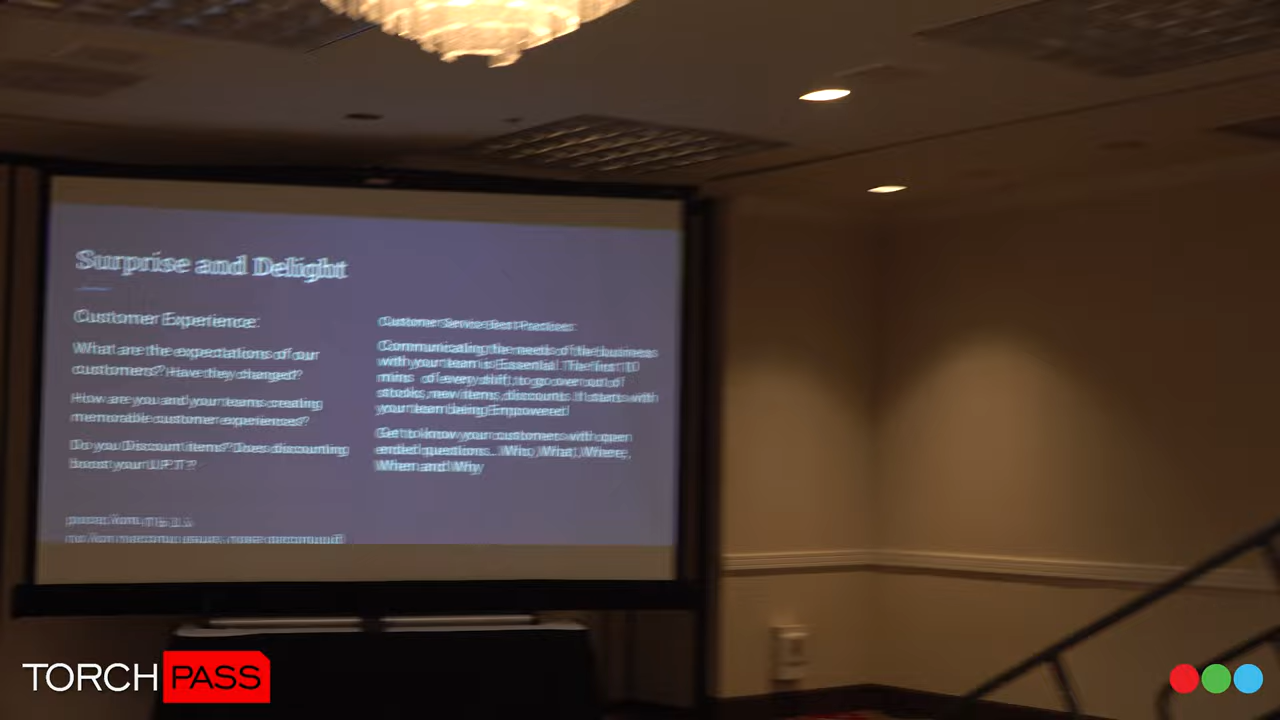 Surprise and Delight
Customer Experience:
What are the expectations of our
customers? Have they changed?
How are you and your teams creating
memorable customer experiences?
Do you Discount items? Does discounting
boost your U.P.T?
Customer Service Best Practices:
Communicating the needs of the business
with your team is Essential. The first 10
mins of every shift, to go over out of
stocks, new items, discounts. It starts with
your team being Empowered!
Get to know your customers with open
ended questions... Who, What, Where,
When and Why
TORCH PASS